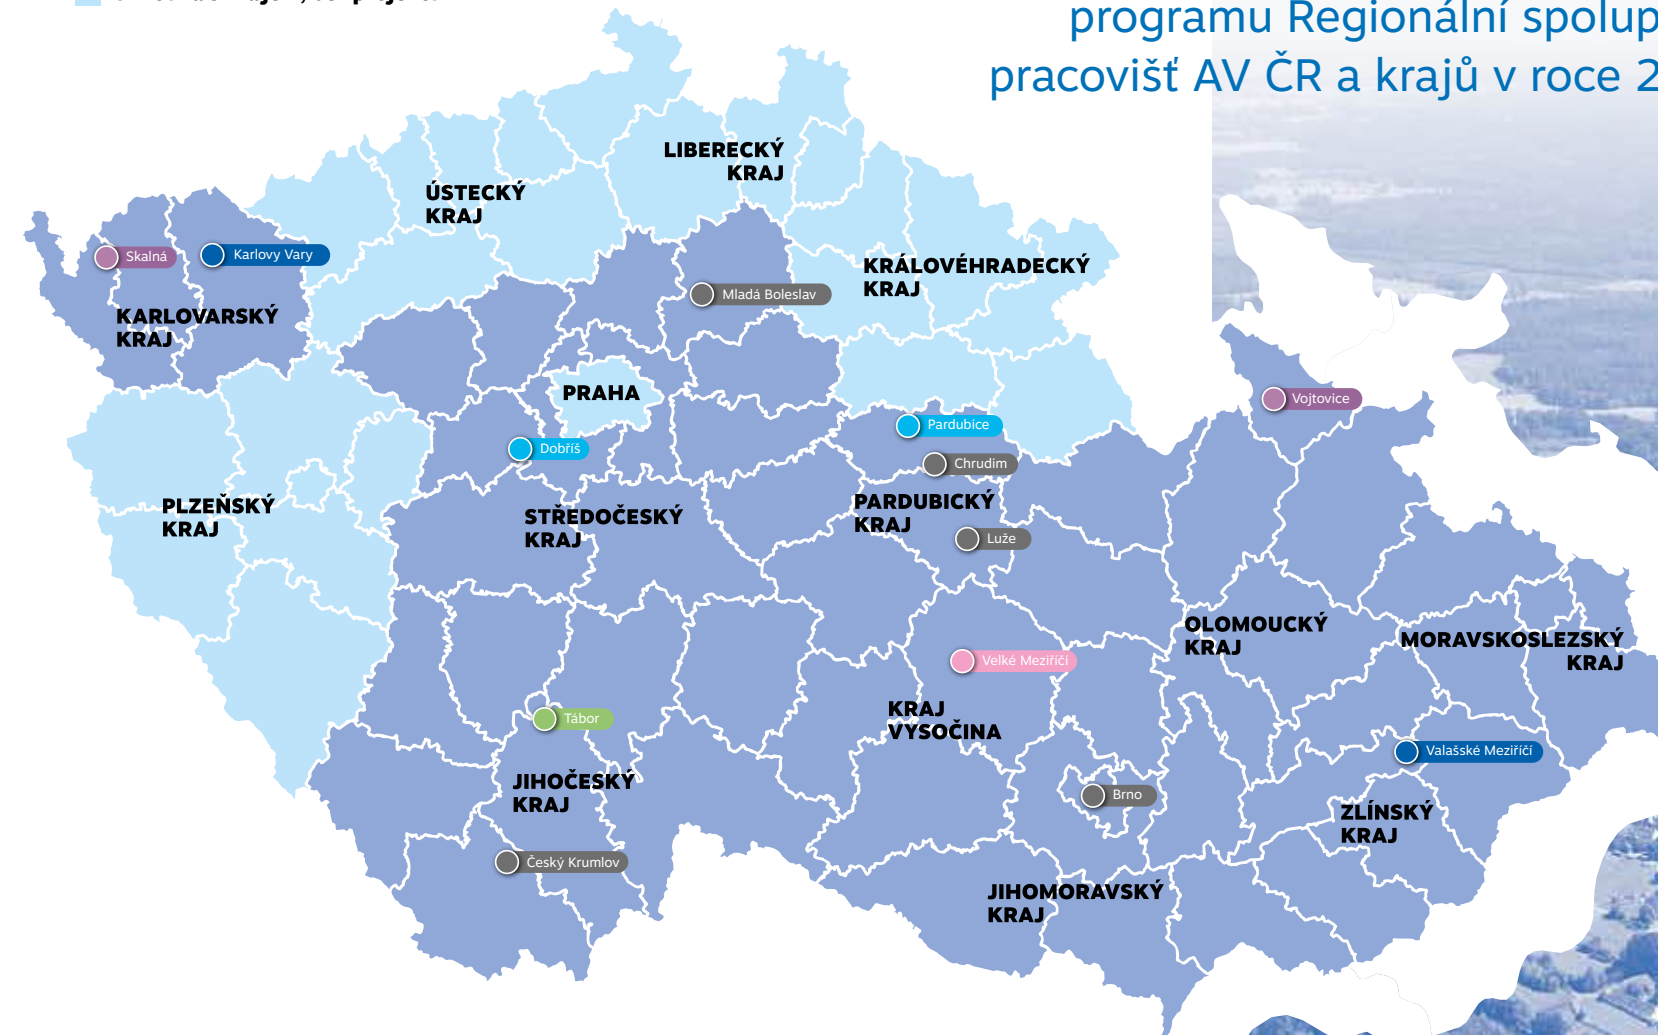 programu Regionální spolup
pracovišť AV ČR a krajů v roce 2
LIBERECKÝ
KRAJ
ÚSTECKÝ
KRAJ
Skalná
Karlovy Vary
KRÁLOVÉHRADECKÝ
KRAJ
Mladá Boleslav
KARLOVARSKÝ
KRAJ
PRAHA
Vojtovice
Pardubice
Dobříš
Chrudim
PLZEŇSKÝ
KRAJ
STŘEDOČESKÝ
KRAJ
PARDUBICKÝ
KRAJ
Luže
OLOMOUCKÝ
KRAJ
MORAVSKOSLEZSKÝ
KRAJ
Velké Meziříčí
KRAJ
VYSOČINA
Tábor
Valašské Meziříčí
JIHOČESKÝ
KRAJ
Brno
ZLÍNSKÝ
KRAJ
Český Krumlov
JIHOMORAVSKÝ
KRAJ